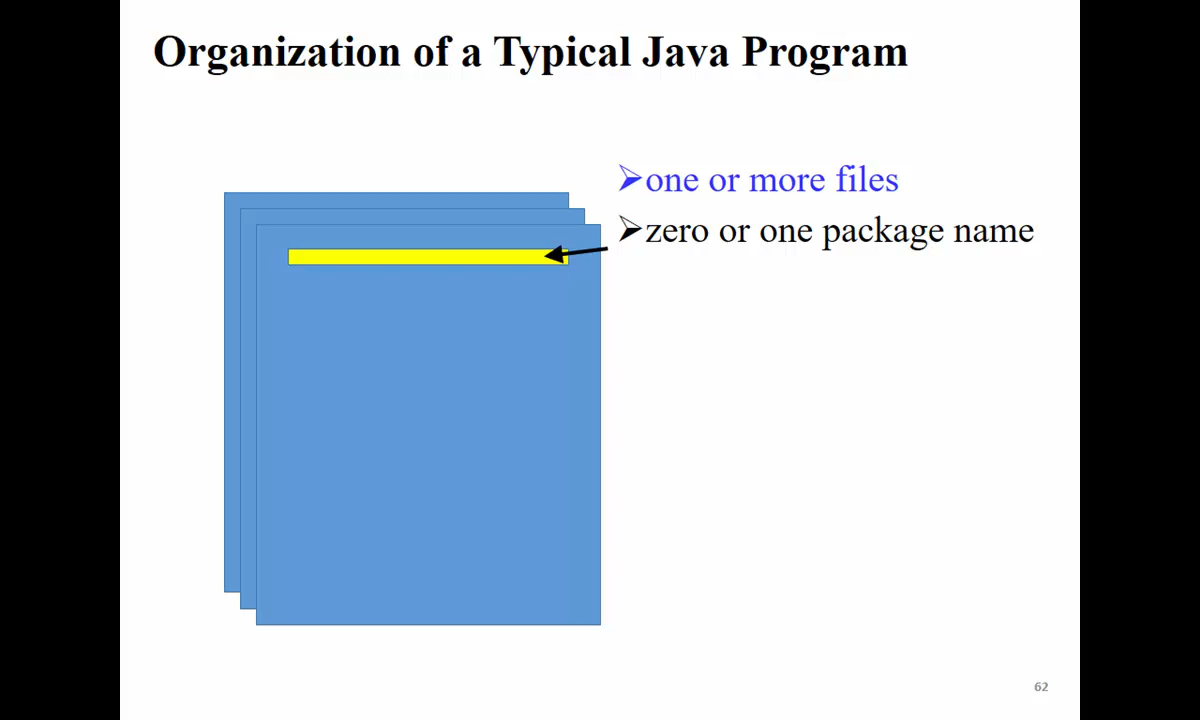 Organization of a Typical Java Program
one or more files
zero or one package name
62